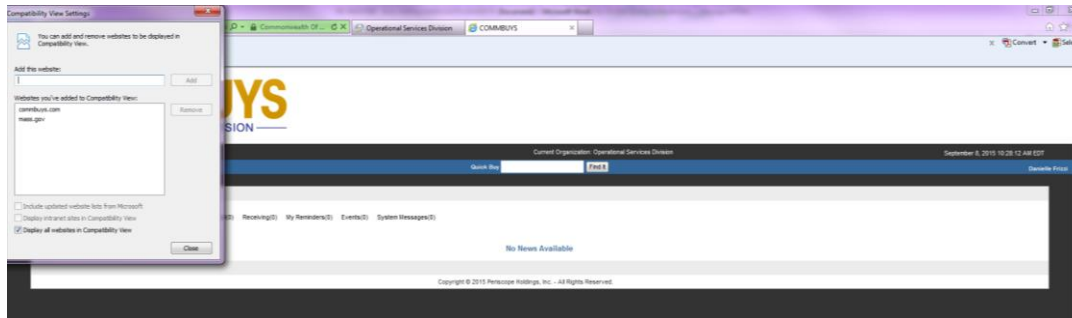 Compatibility View Settings
You can add and remove websites to be displayed in
Compatibility View.
Add this website:
Add
Websites you've added to Compatibility View:
commbuys.com
mass.gov
Remove
Include updated website lists from Microsoft
Display intranet sites in Compatibility View
Display all websites in Compatibility View
Close
Commonwealth Of ...
Operational Services Division
COMMBUYS
Convert
UYS
SION
Current Organization: Operational Services Division
September 8, 2015 10:28:12 AM EDT
Quick Buy
Find It
Receiving(0) My Reminders(0) Events(0) System Messages(0)
No News Available
Copyright © 2015 Periscope Holdings, Inc. - All Rights Reserved.